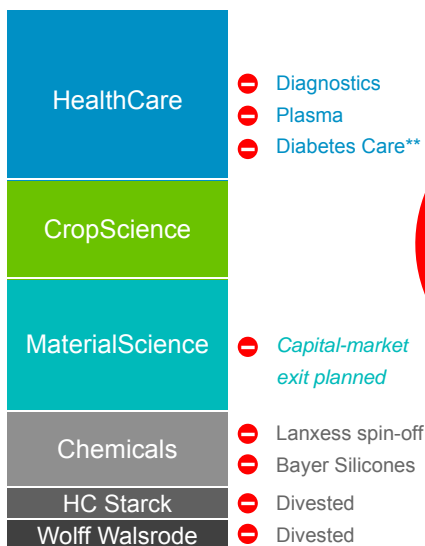 HealthCare
Diagnostics
Plasma
Diabetes Care**
CropScience
MaterialScience
Capital-market
exit planned
Chemicals
Lanxess spin-off
Bayer Silicones
HC Starck
Divested
Wolff Walsrode
Divested